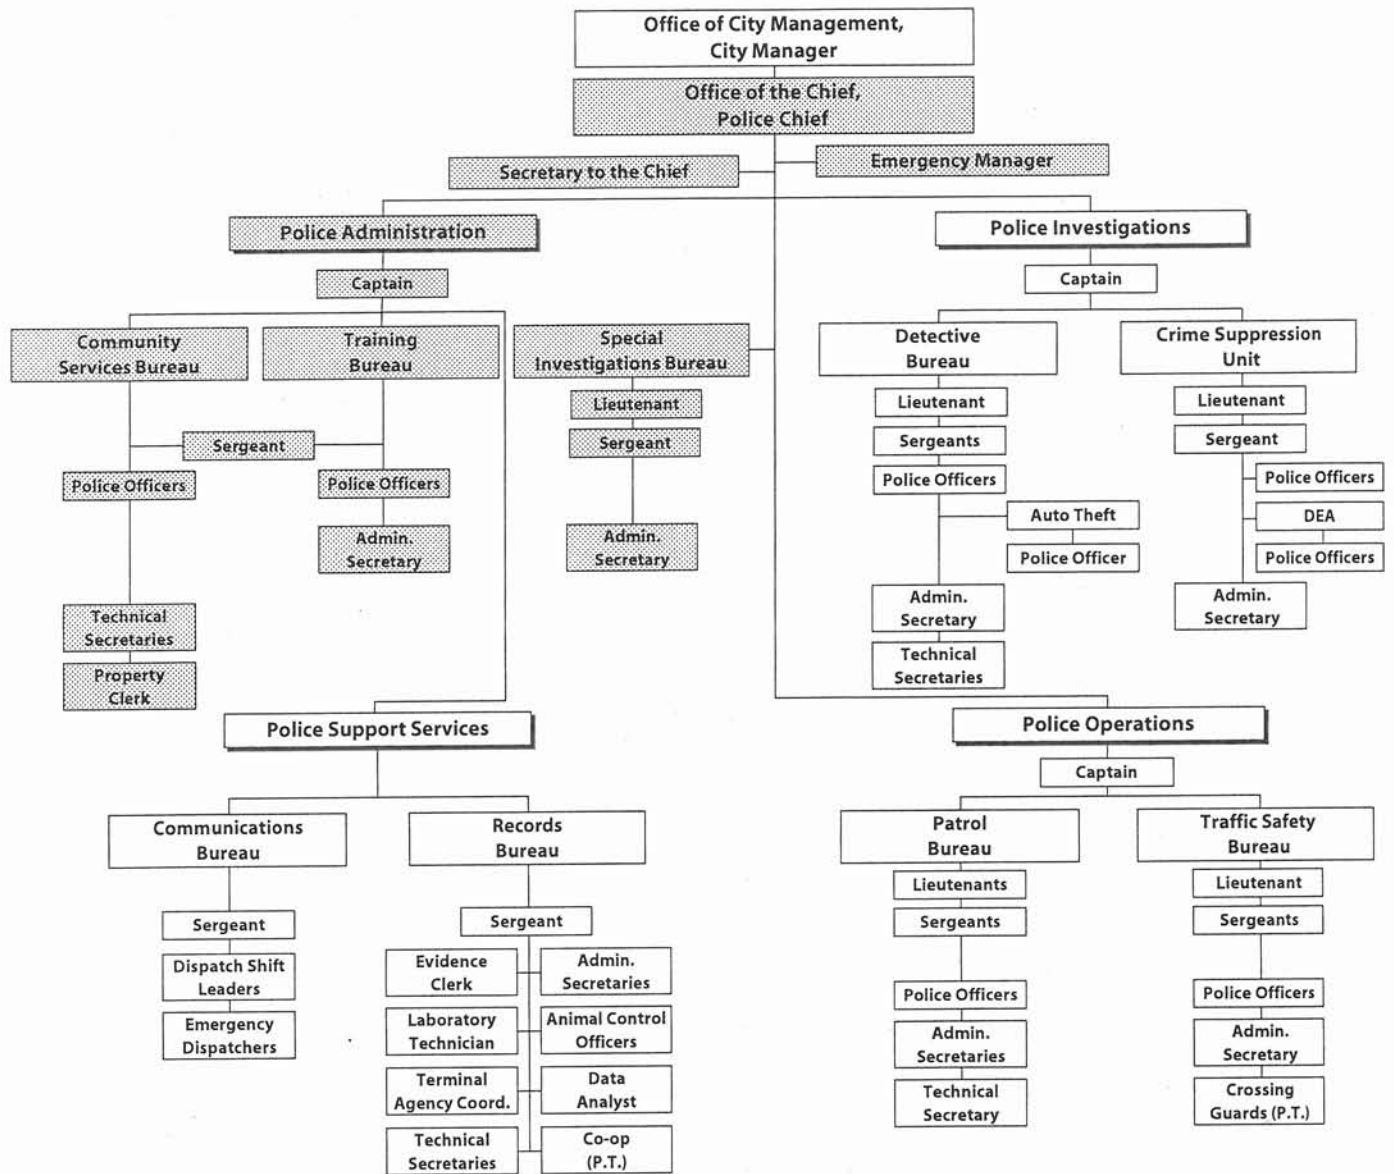 Office of City Management,
City Manager
Office of the Chief,
Police Chief
Secretary to the Chief
Emergency Manager
Police Administration
Captain
Community
Services Bureau
Training
Bureau
Sergeant
Police Officers
Police Officers
Admin.
Secretary
Technical
Secretaries
Property
Clerk
Special
Investigations Bureau
Lieutenant
Sergeant
Admin.
Secretary
Police Investigations
Captain
Detective
Bureau
Lieutenant
Sergeants
Police Officers
Auto Theft
Police Officer
Admin.
Secretary
Technical
Secretaries
Crime Suppression
Unit
Lieutenant
Sergeant
Police Officers
DEA
Police Officers
Admin.
Secretary
Police Support Services
Communications
Bureau
Sergeant
Dispatch Shift
Leaders
Emergency
Dispatchers
Records
Bureau
Sergeant
Evidence
Clerk
Admin.
Secretaries
Laboratory
Technician
Animal Control
Officers
Terminal
Agency Coord.
Data
Analyst
Technical
Secretaries
Co-op
(P.T.)
Police Operations
Captain
Patrol
Bureau
Lieutenants
Sergeants
Police Officers
Admin.
Secretaries
Technical
Secretary
Traffic Safety
Bureau
Lieutenant
Sergeants
Police Officers
Admin.
Secretary
Crossing
Guards (P.T.)